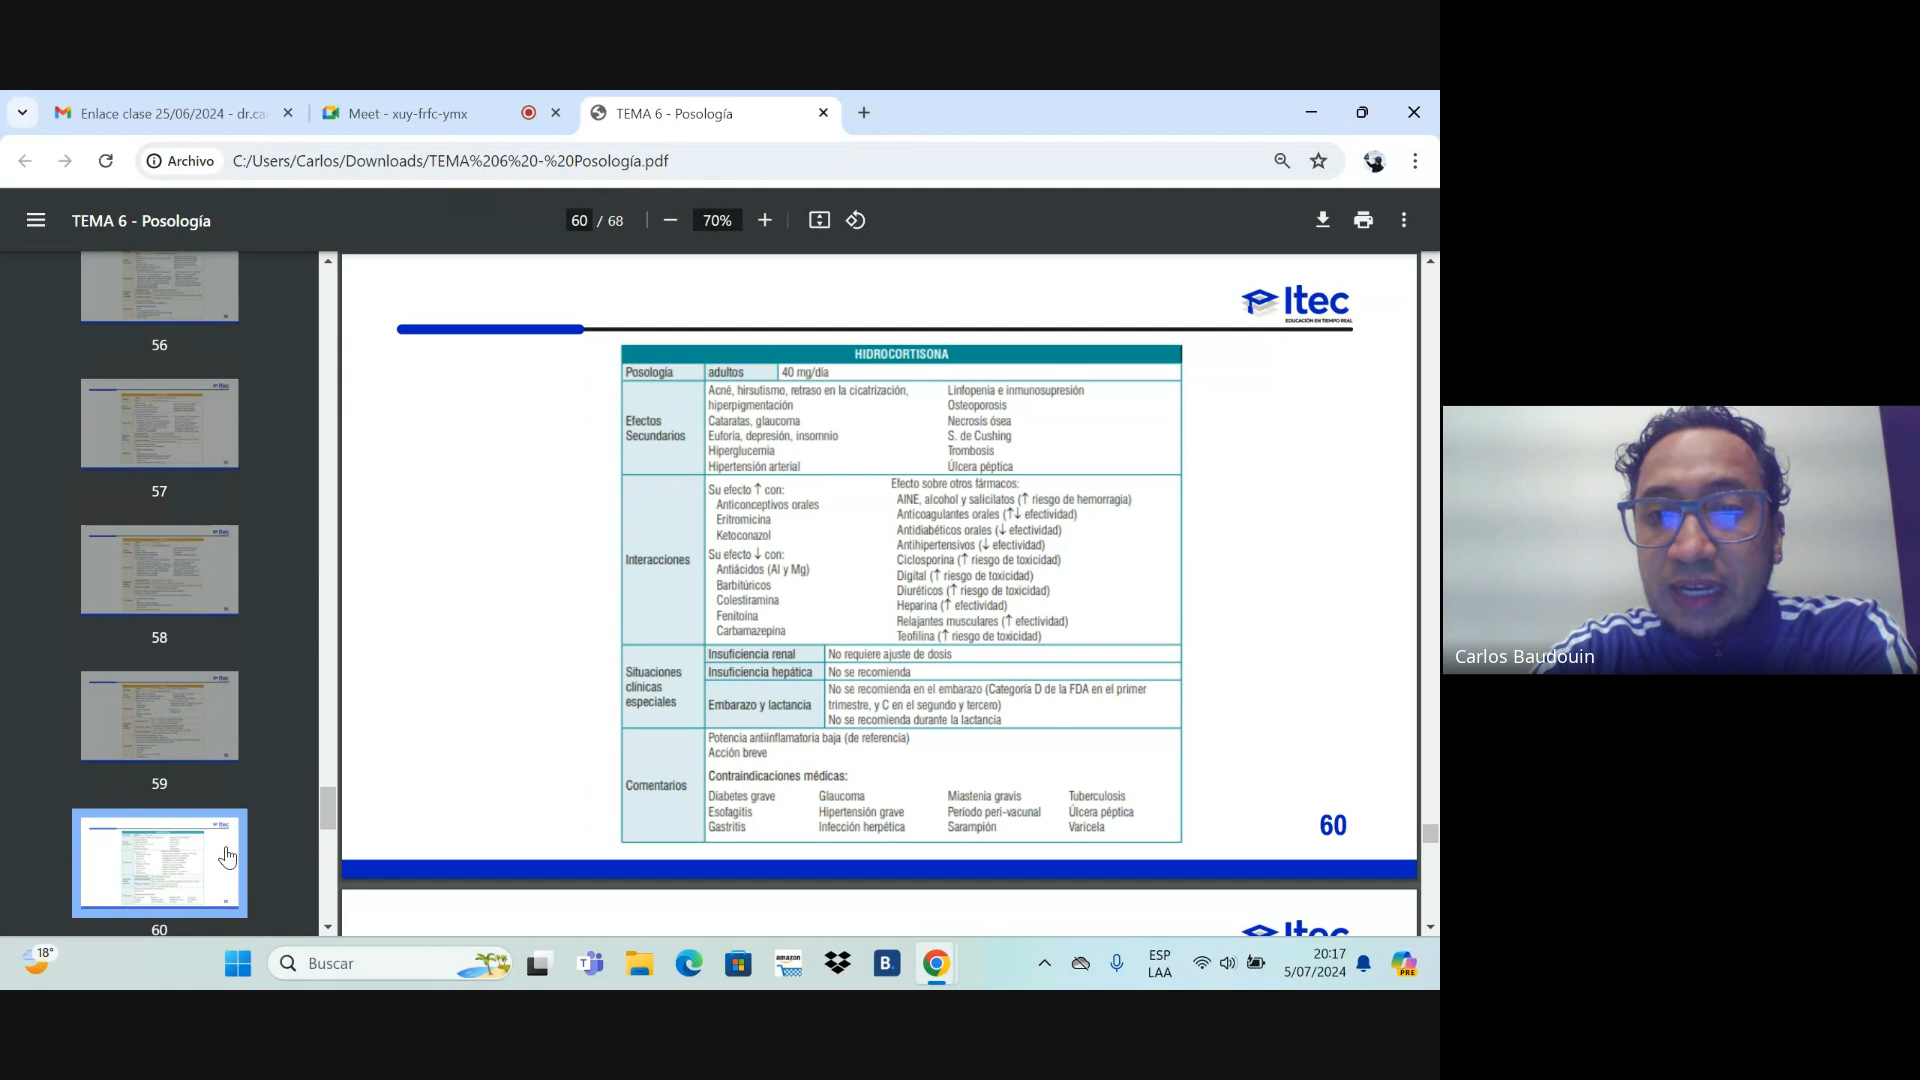 Enlace clase 25/06/2024 - dr.ca
Meet - xuy-frfc-ymx
TEMA 6 - Posología
Archivo
C:/Users/Carlos/Downloads/TEMA%206%20-%20Posología.pdf
TEMA 6 - Posología
60 / 68
70%
56
57
58
59
60
Itec
EDUCACIÓN EN TIEMPO REAL
HIDROCORTISONA
Posología adultos 40 mg/día
Efectos Secundarios
Acné, hirsutismo, retraso en la cicatrización,
hiperpigmentación
Cataratas, glaucoma
Euforia, depresión, insomnio
Hiperglucemia
Hipertensión arterial
Linfopenia e inmunosupresión
Osteoporosis
Necrosis ósea
S. de Cushing
Trombosis
Úlcera péptica
Interacciones
Su efecto ↑ con:
Anticonceptivos orales
Eritromicina
Ketoconazol
Su efecto ↓ con:
Antiácidos (Al y Mg)
Barbitúricos
Colestiramina
Fenitoína
Carbamazepina
Efecto sobre otros fármacos:
AINE, alcohol y salicilatos (↑ riesgo de hemorragia)
Anticoagulantes orales (↑↓ efectividad)
Antidiabéticos orales (↓ efectividad)
Antihipertensivos (↓ efectividad)
Ciclosporina (↑ riesgo de toxicidad)
Digital (↑ riesgo de toxicidad)
Diuréticos (↑ riesgo de toxicidad)
Heparina (↑ efectividad)
Relajantes musculares (↑ efectividad)
Teofilina (↑ riesgo de toxicidad)
Situaciones
clínicas
especiales
Insuficiencia renal No requiere ajuste de dosis
Insuficiencia hepática No se recomienda
Embarazo y lactancia
No se recomienda en el embarazo (Categoría D de la FDA en el primer
trimestre, y C en el segundo y tercero)
No se recomienda durante la lactancia
Comentarios
Potencia antiinflamatoria baja (de referencia)
Acción breve
Contraindicaciones médicas:
Diabetes grave Glaucoma Miastenia gravis Tuberculosis
Esofagitis Hipertensión grave Período peri-vacunal Úlcera péptica
Gastritis Infección herpética Sarampión Varicela
60
Itec
Carlos Baudouin
18°
Buscar
amazon
B.
ESP
LAA
20:17
5/07/2024
PRE